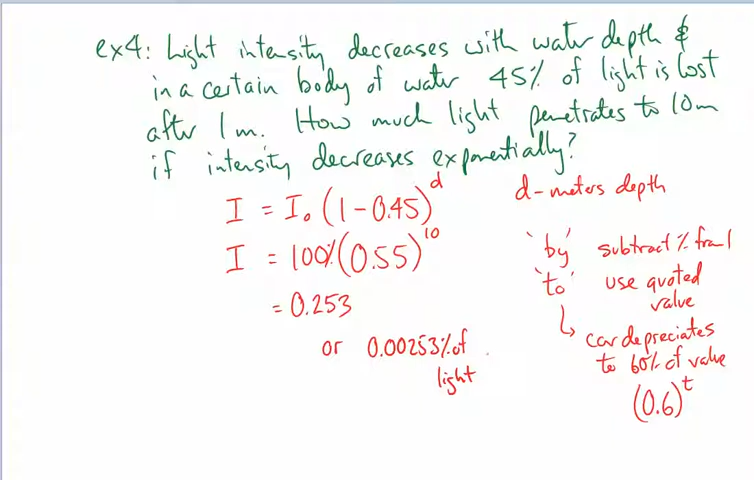 ex4: Light intensity decreases with water depth &
in a certain body of water 45% of light is lost
after 1m. How much light penetrates to 10m
if intensity decreases exponentially?
I = I₀ (1 - 0.45)^d
d - meters depth
I = 100% (0.55)^10
= 0.253
or 0.00253% of
light
'by' subtract % from 1
'to' use quoted
value
↳ car depreciates
to 60% of value
(0.6)^t